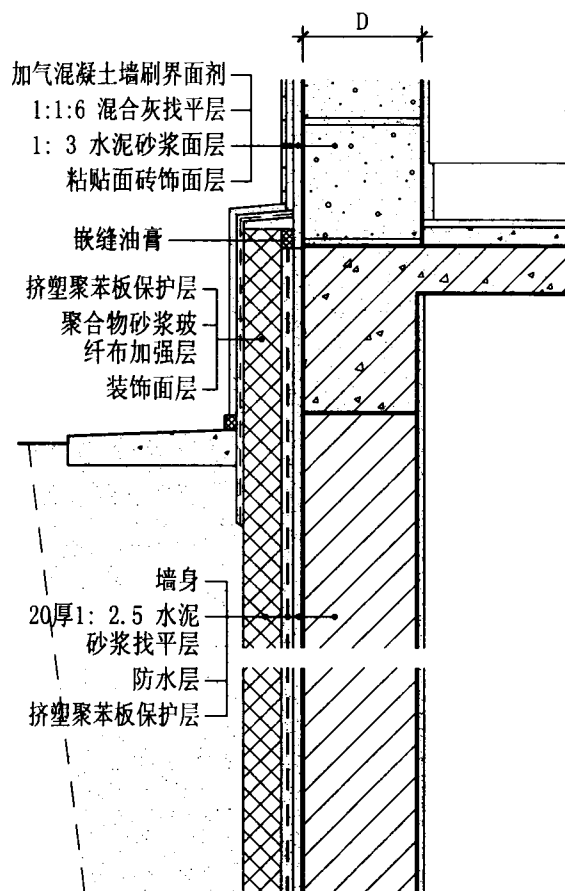 D
加气混凝土墙刷界面剂
1:1:6 混合灰找平层
1: 3 水泥砂浆面层
粘贴面砖饰面层
嵌缝油膏
挤塑聚苯板保护层
聚合物砂浆玻
纤布加强层
装饰面层
墙身
20厚1: 2.5 水泥
砂浆找平层
防水层
挤塑聚苯板保护层